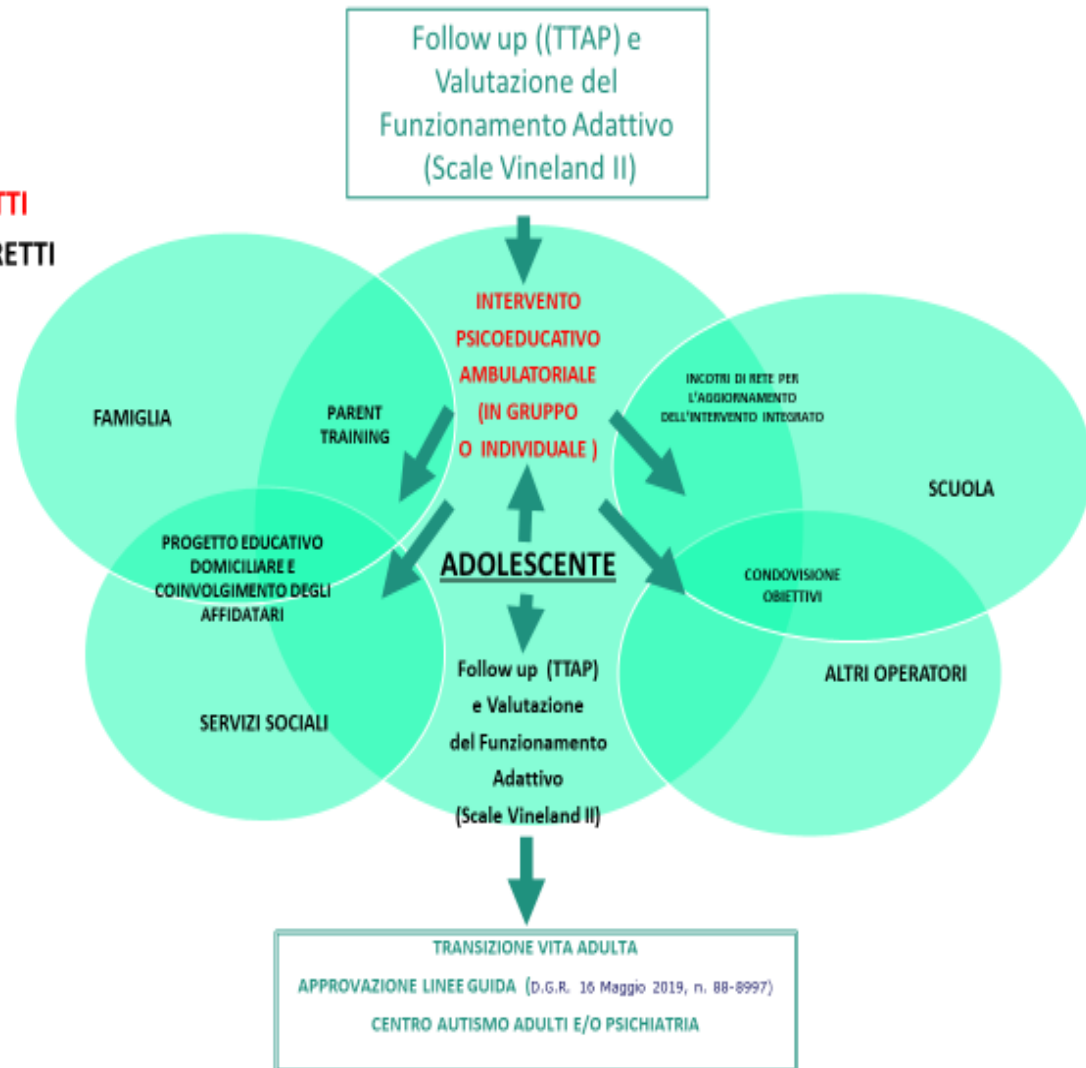 Follow up ((TTAP) e
Valutazione del
Funzionamento Adattivo
(Scale Vineland II)
TTI
RETTI
INTERVENTO
PSICOEDUCATIVO
AMBULATORIALE
(IN GRUPPO
O INDIVIDUALE )
FAMIGLIA
PARENT
TRAINING
INCOTRI DI RETE PER
L'AGGIORNAMENTO
DELL'INTERVENTO INTEGRATO
SCUOLA
PROGETTO EDUCATIVO
DOMICILIARE E
COINVOLGIMENTO DEGLI
AFFIDATARI
ADOLESCENTE
CONDOVISIONE
OBIETTIVI
SERVIZI SOCIALI
Follow up (TTAP)
e Valutazione
del Funzionamento
Adattivo
(Scale Vineland II)
ALTRI OPERATORI
TRANSIZIONE VITA ADULTA
APPROVAZIONE LINEE GUIDA (D.G.R. 16 Maggio 2019, n. 88-8997)
CENTRO AUTISMO ADULTI E/O PSICHIATRIA